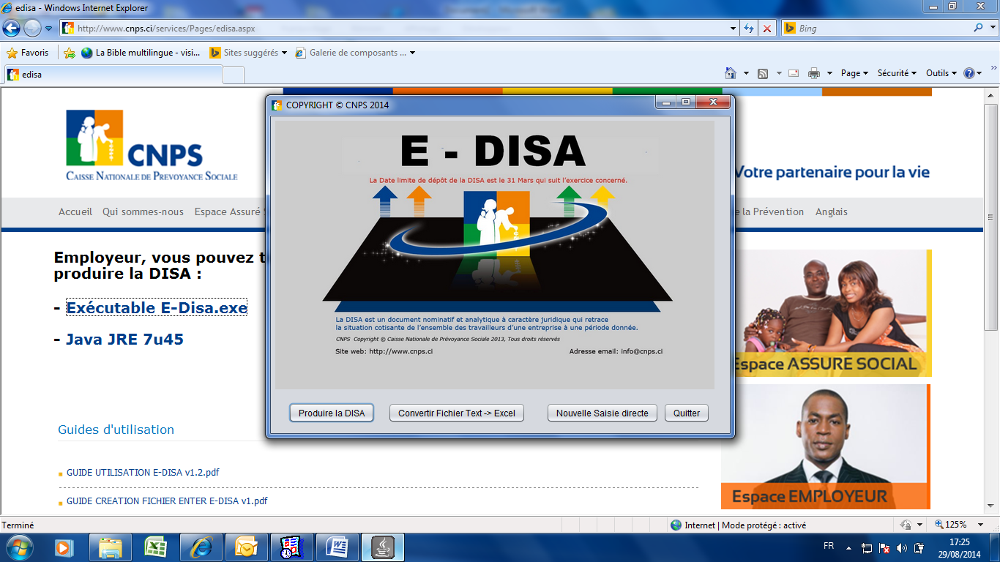 edisa - Windows Internet Explorer
http://www.cnps.ci/services/Pages/edisa.aspx
Bing
Favoris
La Bible multilingue - visi...
Sites suggérés
Galerie de composants ...
edisa
Page
Sécurité
Outils
»
CNPS
CAISSE NATIONALE DE PREVOYANCE SOCIALE
Votre partenaire pour la vie
Accueil
Qui sommes-nous
Espace Assuré
e la Prévention
Anglais
Employeur, vous pouvez t
produire la DISA :
- Exécutable E-Disa.exe
- Java JRE 7u45
Guides d'utilisation
GUIDE UTILISATION E-DISA v1.2.pdf
GUIDE CREATION FICHIER ENTER E-DISA v1.pdf
COPYRIGHT © CNPS 2014
E - DISA
La Date limite de dépôt de la DISA est le 31 Mars qui suit l'exercice concerné.
La DISA est un document nominatif et analytique à caractère juridique qui retrace
la situation cotisante de l'ensemble des travailleurs d'une entreprise à une période donnée.
CNPS Copyright © Caisse Nationale de Prévoyance Sociale 2013, Tous droits réservés
Site web: http://www.cnps.ci
Adresse email: info@cnps.ci
Produire la DISA
Convertir Fichier Text -> Excel
Nouvelle Saisie directe
Quitter
Espace ASSURE SOCIAL
Espace EMPLOYEUR
Terminé
Internet | Mode protégé : activé
125%
FR
17:25
29/08/2014